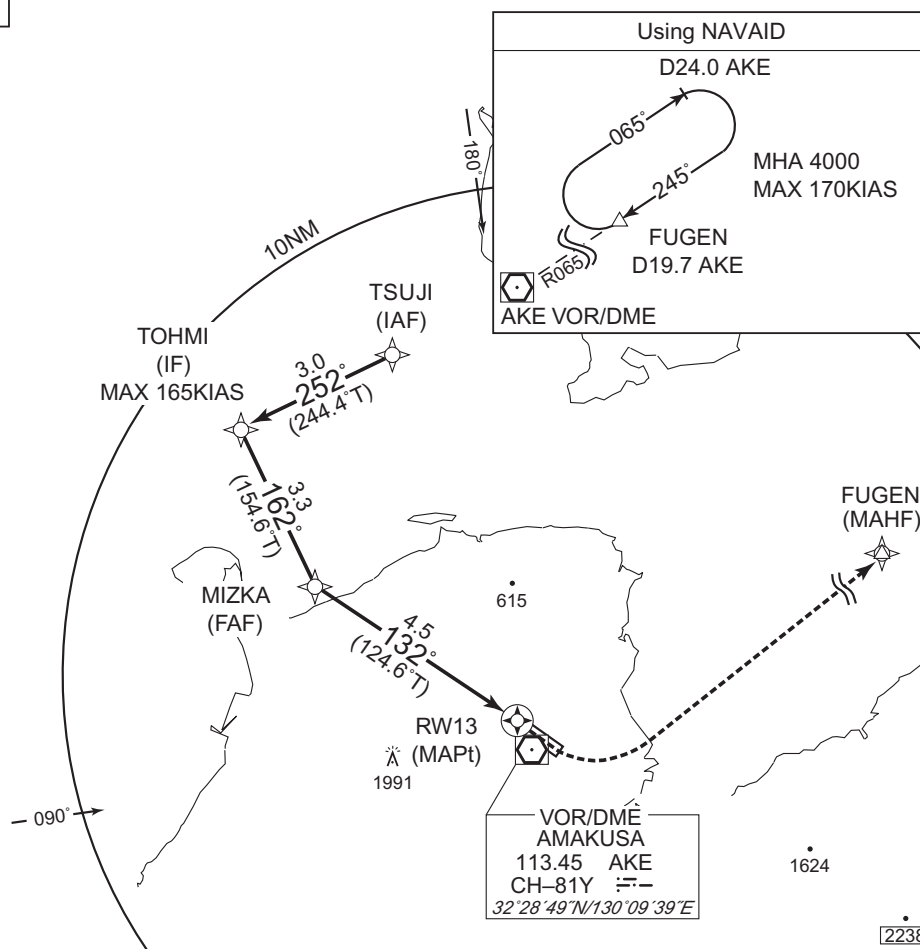 Using NAVAID
D24.0 AKE
065°
245°
MHA 4000
MAX 170KIAS
FUGEN
D19.7 AKE
R065
AKE VOR/DME
180°
10NM
TSUJI
(IAF)
TOHMI
(IF)
MAX 165KIAS
3.0
252°
(244.4°T)
3.3
162°
(154.6°T)
FUGEN
(MAHF)
MIZKA
(FAF)
615
4.5
132°
(124.6°T)
RW13
(MAPt)
1991
090°
VOR/DME
AMAKUSA
113.45 AKE
CH–81Y
32°28´49˝N/130°09´39˝E
1624
2238